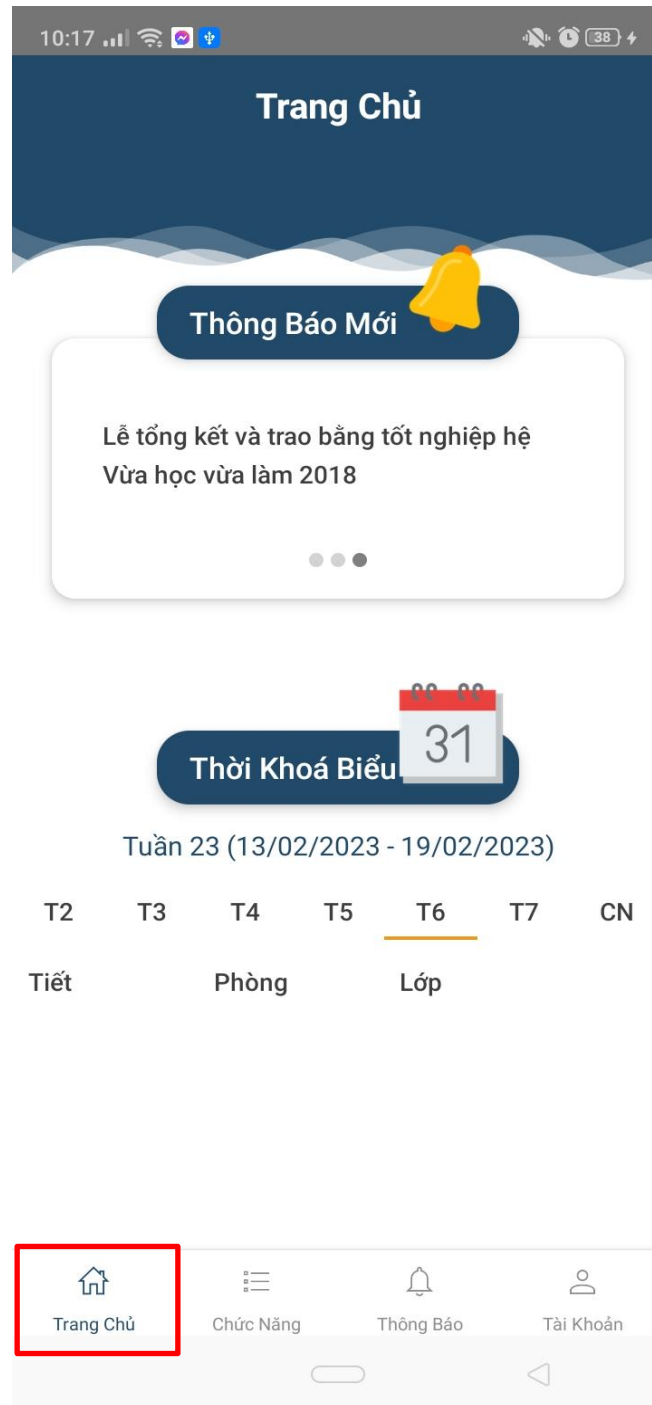 10:17
38
Trang Chủ
Thông Báo Mới
Lễ tổng kết và trao bằng tốt nghiệp hệ
Vừa học vừa làm 2018
31
Thời Khoá Biểu
Tuần 23 (13/02/2023 - 19/02/2023)
T2 T3 T4 T5 T6 T7 CN
Tiết Phòng Lớp
Trang Chủ Chức Năng Thông Báo Tài Khoản